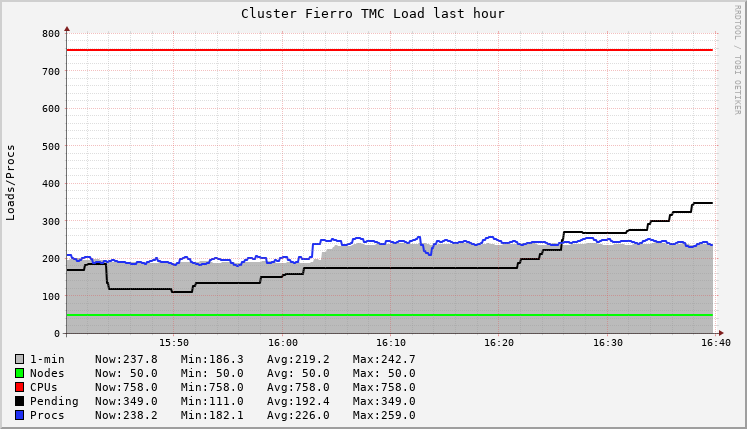 Cluster Fierro TMC Load last hour
RRDTOOL / TOBI OETIKER
Loads/Procs
800
700
600
500
400
300
200
100
0
15:50 16:00 16:10 16:20 16:30 16:40
1-min Now:237.8 Min:186.3 Avg:219.2 Max:242.7
Nodes Now: 50.0 Min: 50.0 Avg: 50.0 Max: 50.0
CPUs Now:758.0 Min:758.0 Avg:758.0 Max:758.0
Pending Now:349.0 Min:111.0 Avg:192.4 Max:349.0
Procs Now:238.2 Min:182.1 Avg:226.0 Max:259.0